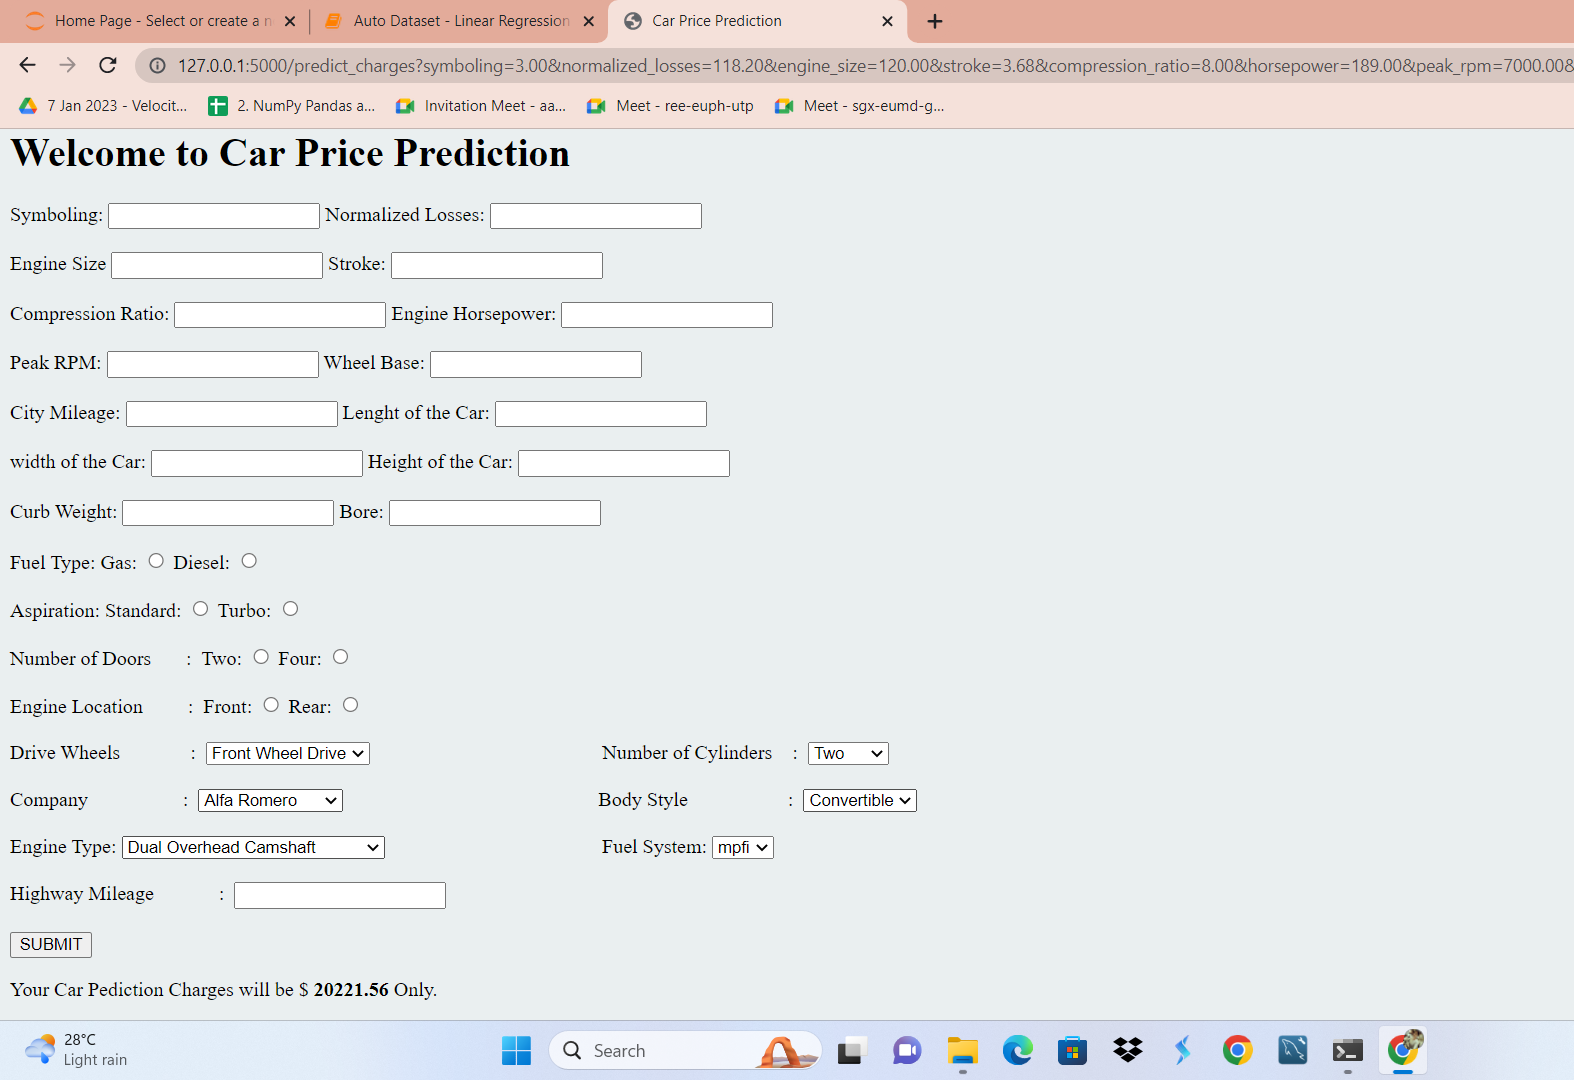 Home Page - Select or create a n
Auto Dataset - Linear Regression
Car Price Prediction
127.0.0.1:5000/predict_charges?symboling=3.00&normalized_losses=118.20&engine_size=120.00&stroke=3.68&compression_ratio=8.00&horsepower=189.00&peak_rpm=7000.00&
7 Jan 2023 - Velocit...
2. NumPy Pandas a...
Invitation Meet - aa...
Meet - ree-euph-utp
Meet - sgx-eumd-g...
Welcome to Car Price Prediction
Symboling: Normalized Losses:
Engine Size Stroke:
Compression Ratio: Engine Horsepower:
Peak RPM: Wheel Base:
City Mileage: Lenght of the Car:
width of the Car: Height of the Car:
Curb Weight: Bore:
Fuel Type: Gas: Diesel:
Aspiration: Standard: Turbo:
Number of Doors : Two: Four:
Engine Location : Front: Rear:
Drive Wheels : Front Wheel Drive Number of Cylinders : Two
Company : Alfa Romero Body Style : Convertible
Engine Type: Dual Overhead Camshaft Fuel System: mpfi
Highway Mileage :
SUBMIT
Your Car Pediction Charges will be $ 20221.56 Only.
28°C
Light rain
Search